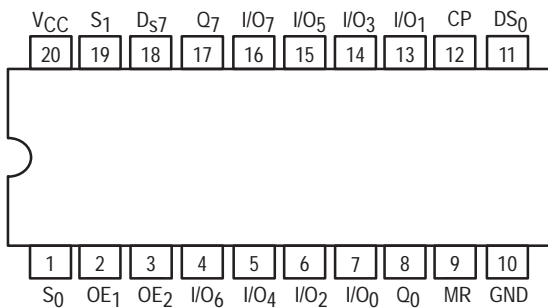 VCC S1 Ds7 Q7 I/O7 I/O5 I/O3 I/O1 CP DS0
20 19 18 17 16 15 14 13 12 11
1 2 3 4 5 6 7 8 9 10
S0 OE1 OE2 I/O6 I/O4 I/O2 I/O0 Q0 MR GND